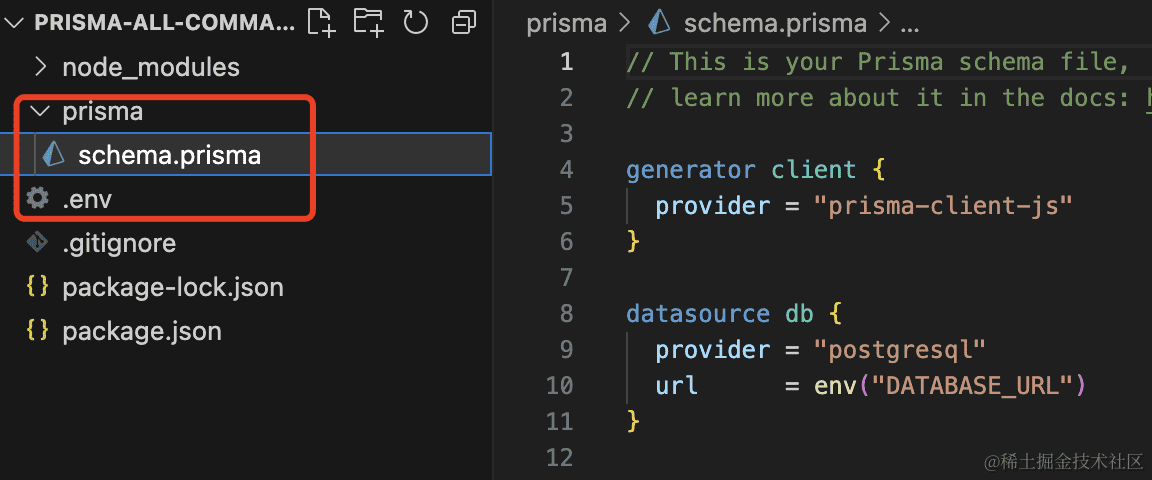 PRISMA-ALL-COMMA...
node_modules
prisma
schema.prisma
.env
.gitignore
{} package-lock.json
{} package.json
prisma > schema.prisma > ...
1 // This is your Prisma schema file,
2 // learn more about it in the docs: h
3
4 generator client {
5 provider = "prisma-client-js"
6 }
7
8 datasource db {
9 provider = "postgresql"
10 url = env("DATABASE_URL")
11 }
12
@稀土掘金技术社区